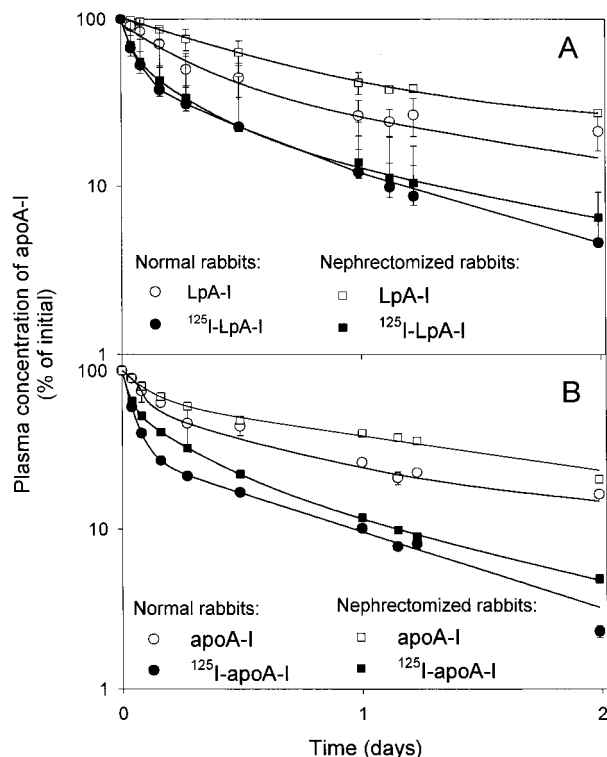 100
A
10
Normal rabbits:
Nephrectomized rabbits:
○ LpA-I
□ LpA-I
● ¹²⁵I-LpA-I
■ ¹²⁵I-LpA-I
1
Plasma concentration of apoA-I
(% of initial)
100
B
10
Normal rabbits:
Nephrectomized rabbits:
○ apoA-I
□ apoA-I
● ¹²⁵I-apoA-I
■ ¹²⁵I-apoA-I
1
0
1
2
Time (days)